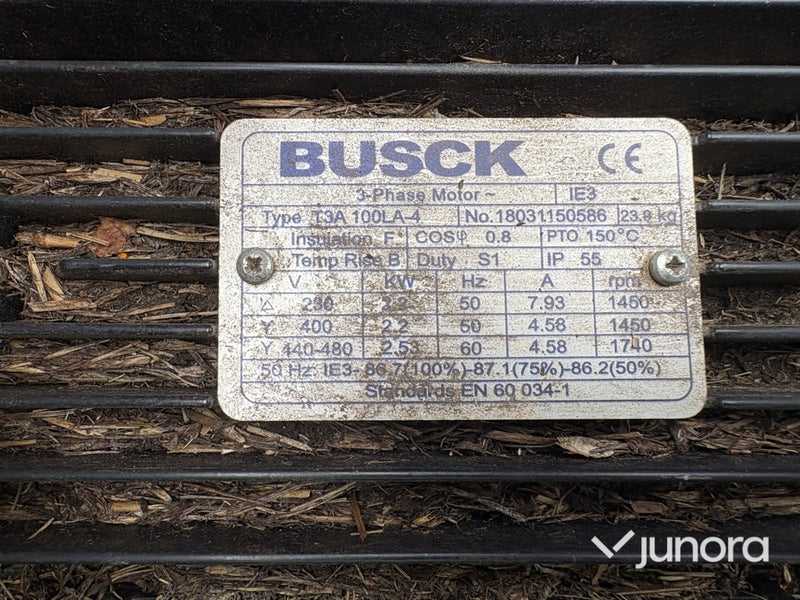 BUSCK CE
3-Phase Motor ~ IE3
Type T3A 100LA-4 No.18031150586 23.8 kg
Insulation F COSφ 0.8 PTO 150°C
Temp Rise B Duty S1 IP 55
V KW Hz A rpm
△ 230 2.2 50 7.93 1450
Y 400 2.2 50 4.58 1450
Y 440-480 2.53 60 4.58 1740
50 Hz: IE3- 86.7(100%)-87.1(75%)-86.2(50%)
Standards EN 60 034-1
junora